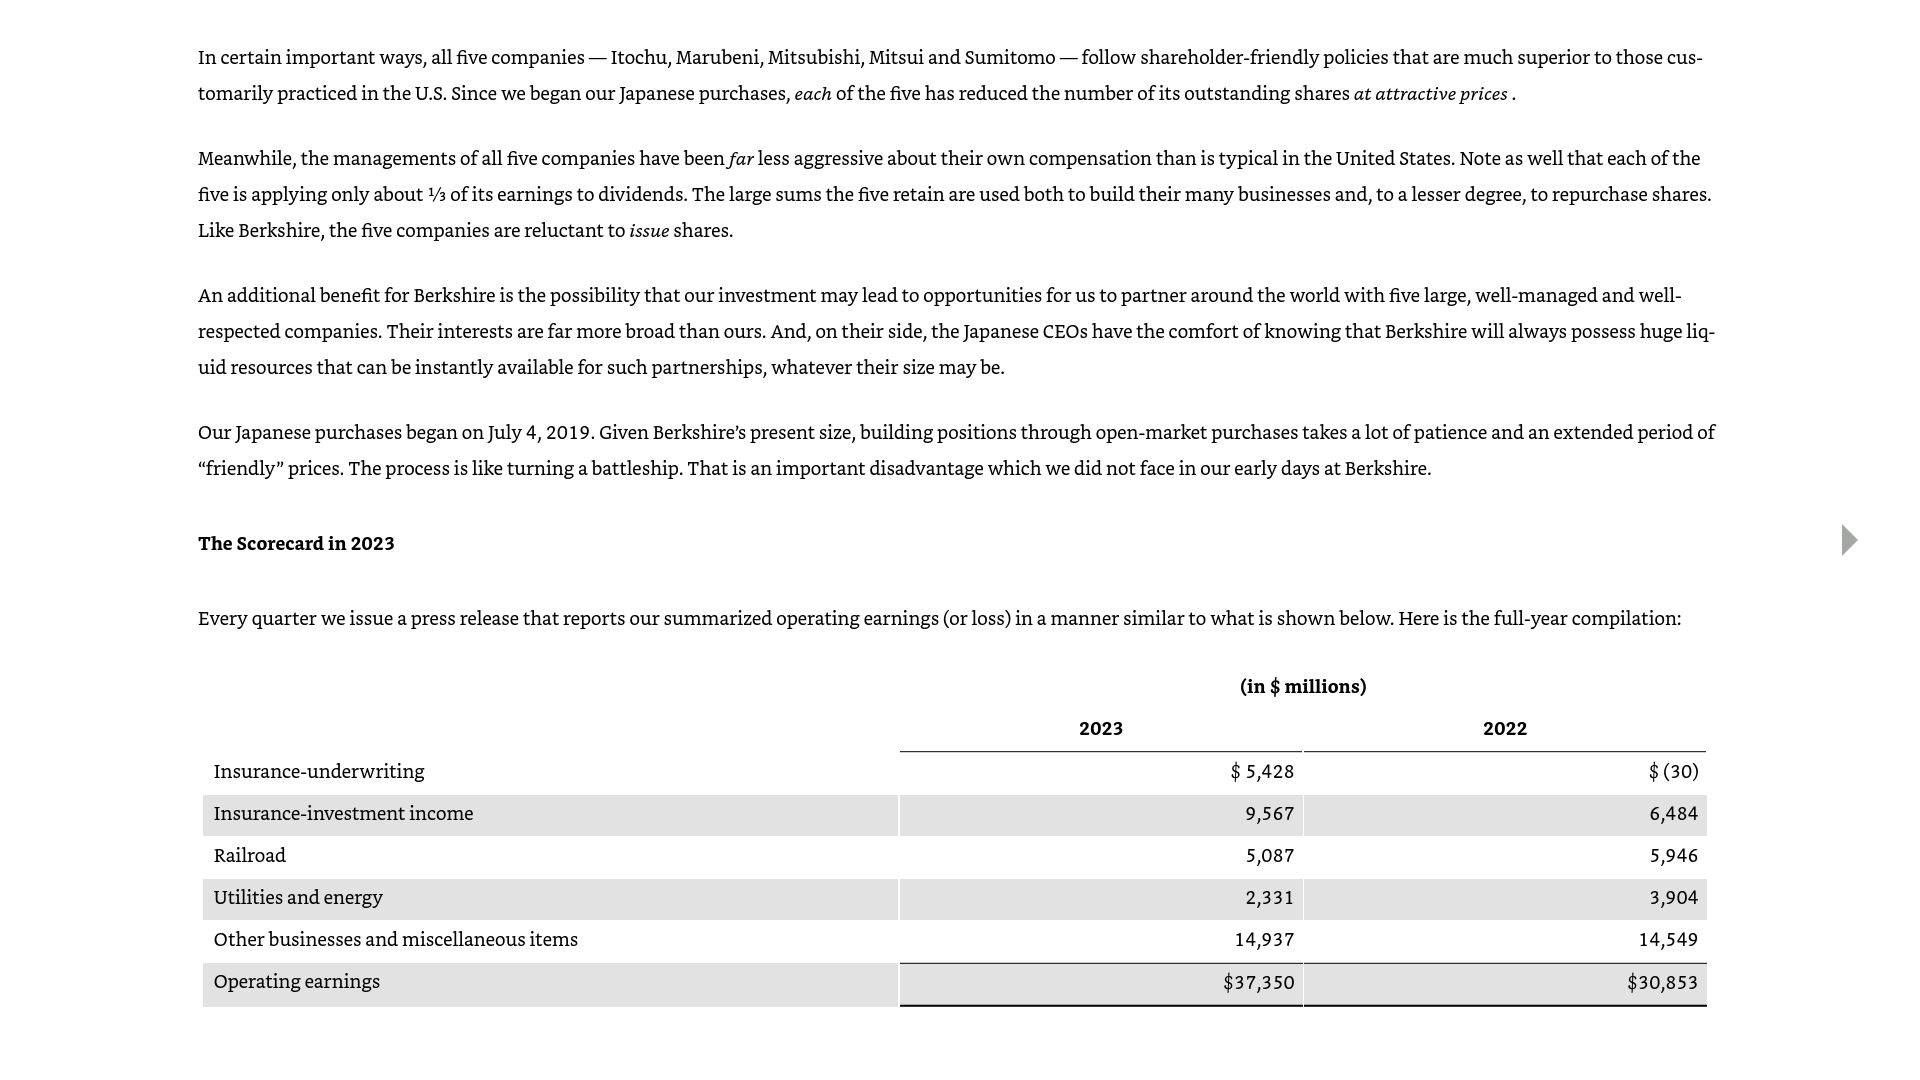 In certain important ways, all five companies — Itochu, Marubeni, Mitsubishi, Mitsui and Sumitomo — follow shareholder-friendly policies that are much superior to those cus-
tomarily practiced in the U.S. Since we began our Japanese purchases, each of the five has reduced the number of its outstanding shares at attractive prices .
Meanwhile, the managements of all five companies have been far less aggressive about their own compensation than is typical in the United States. Note as well that each of the
five is applying only about ⅓ of its earnings to dividends. The large sums the five retain are used both to build their many businesses and, to a lesser degree, to repurchase shares.
Like Berkshire, the five companies are reluctant to issue shares.
An additional benefit for Berkshire is the possibility that our investment may lead to opportunities for us to partner around the world with five large, well-managed and well-
respected companies. Their interests are far more broad than ours. And, on their side, the Japanese CEOs have the comfort of knowing that Berkshire will always possess huge liq-
uid resources that can be instantly available for such partnerships, whatever their size may be.
Our Japanese purchases began on July 4, 2019. Given Berkshire’s present size, building positions through open-market purchases takes a lot of patience and an extended period of
“friendly” prices. The process is like turning a battleship. That is an important disadvantage which we did not face in our early days at Berkshire.
The Scorecard in 2023
Every quarter we issue a press release that reports our summarized operating earnings (or loss) in a manner similar to what is shown below. Here is the full-year compilation:
(in $ millions)
2023 2022
Insurance-underwriting $ 5,428 $ (30)
Insurance-investment income 9,567 6,484
Railroad 5,087 5,946
Utilities and energy 2,331 3,904
Other businesses and miscellaneous items 14,937 14,549
Operating earnings $37,350 $30,853